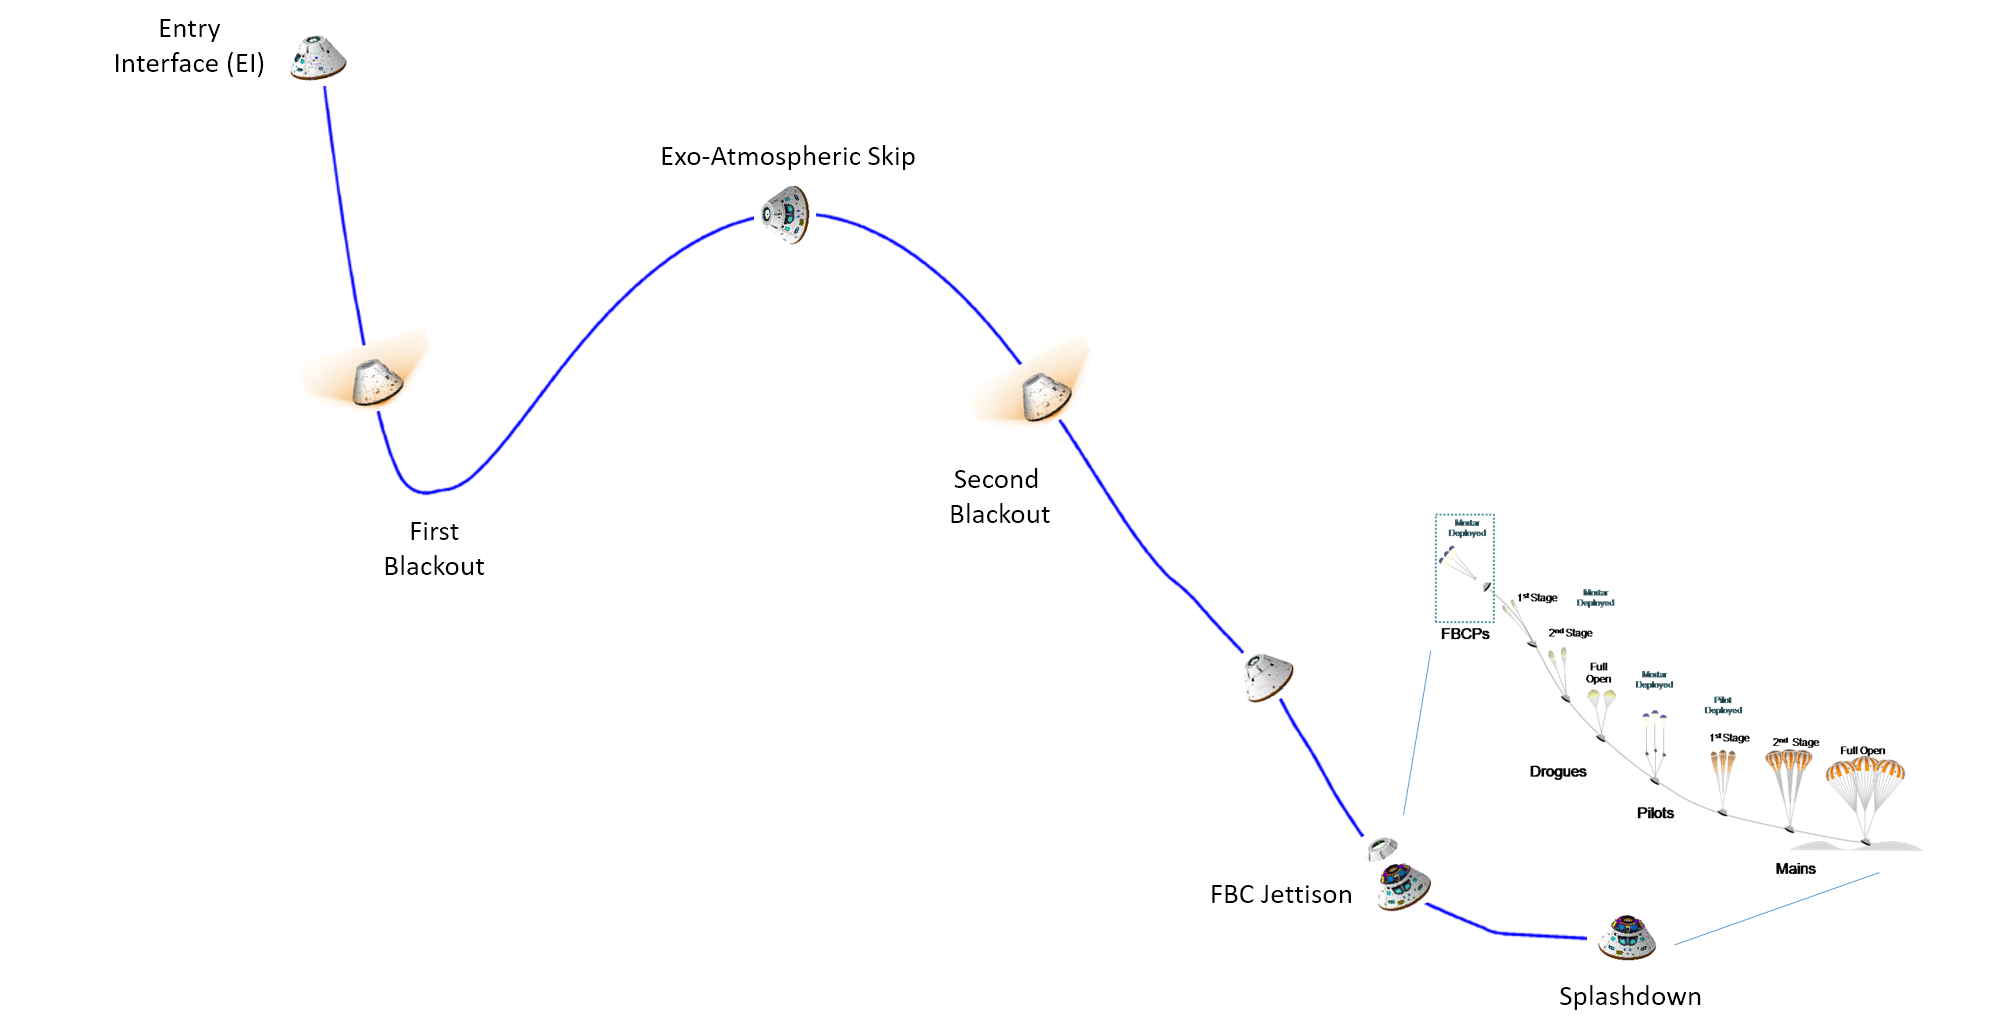 Entry
Interface (EI)
Exo-Atmospheric Skip
First
Blackout
Second
Blackout
Mortar
Deployed
FBCPs
1st Stage
Mortar
Deployed
2nd Stage
Full
Open
Drogues
Mortar
Deployed
Pilots
Pilot
Deployed
1st Stage
2nd Stage
Full Open
Mains
FBC Jettison
Splashdown